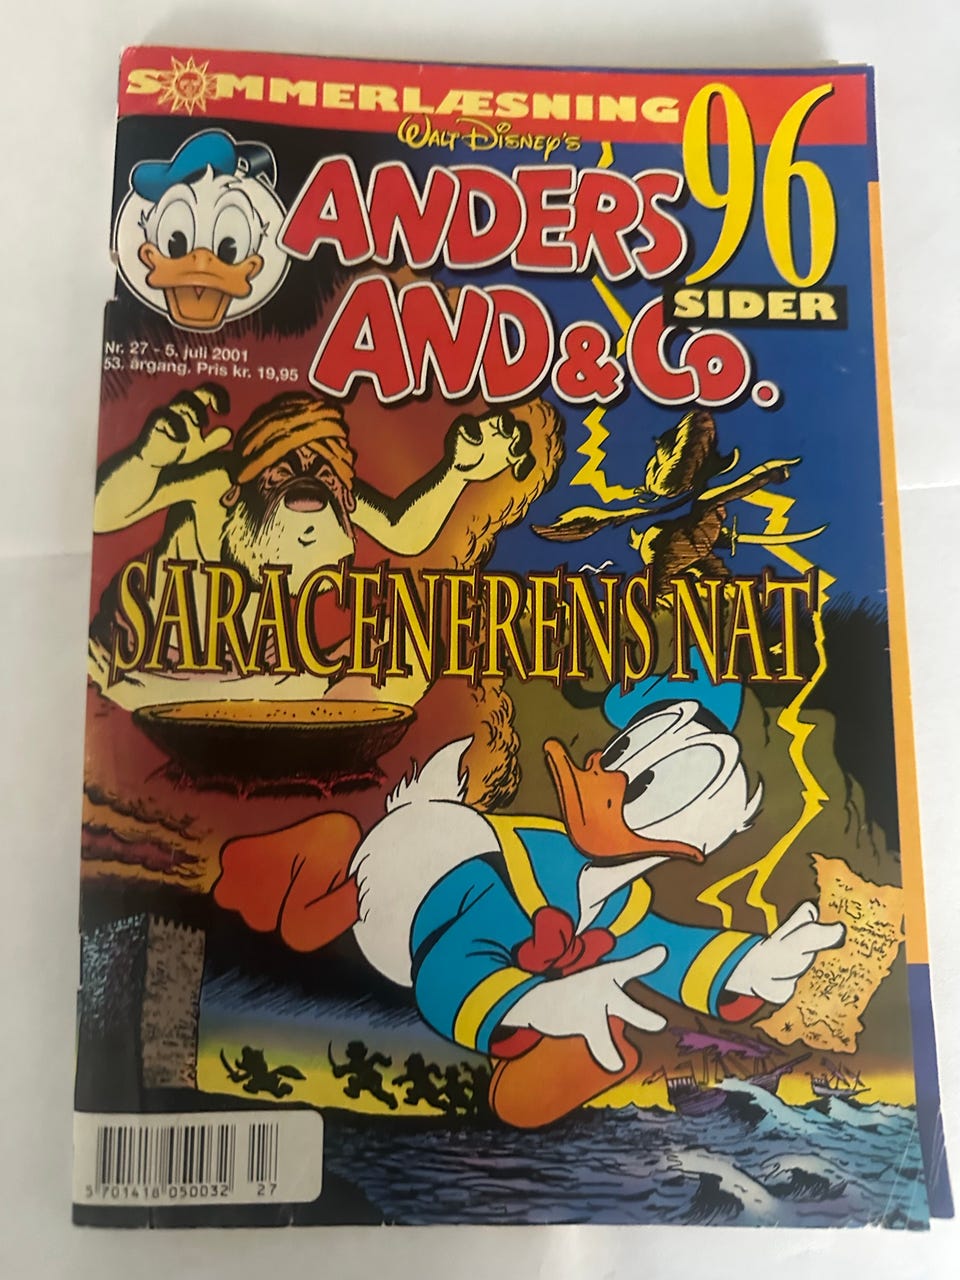 SOMMERLÆSNING
96
SIDER
WALT DISNEY'S
ANDERS
AND & Co.
Nr. 27 - 5. juli 2001
53. årgang. Pris kr. 19,95
SARACENERENS NAT
5 701418 050032 27